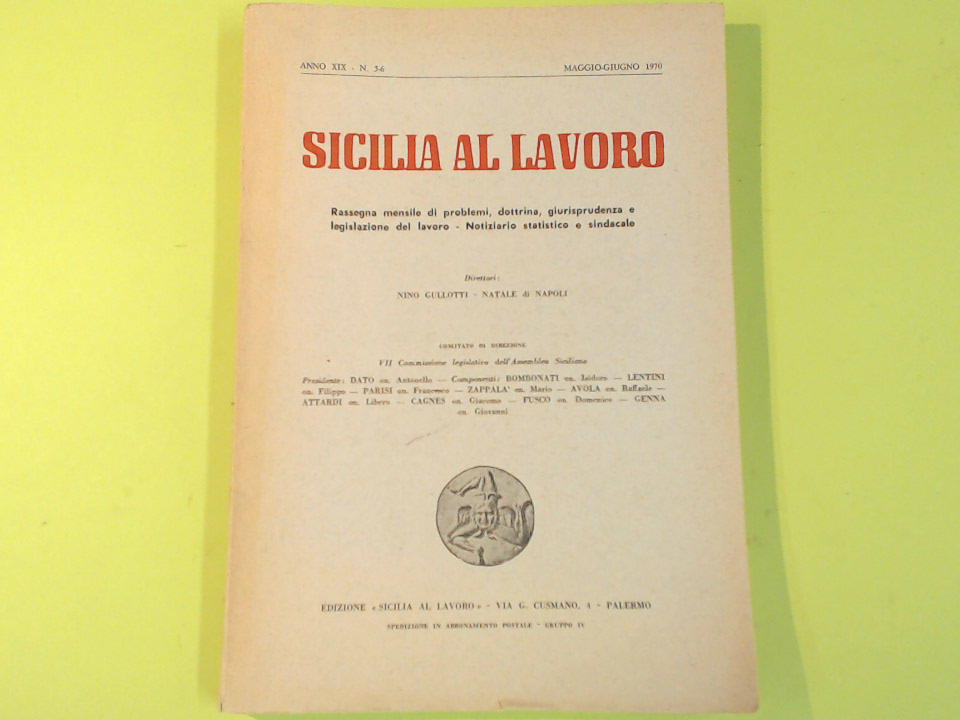 ANNO XIX - N. 5-6 MAGGIO-GIUGNO 1970
SICILIA AL LAVORO
Rassegna mensile di problemi, dottrina, giurisprudenza e
legislazione del lavoro - Notiziario statistico e sindacale
Direttori:
NINO GULLOTTI - NATALE di NAPOLI
COMITATO DI DIREZIONE
VII Commissione legislativa dell'Assemblea Siciliana
Presidente: DATO on. Antonello — Componenti: BOMBONATI on. Isidoro — LENTINI
on. Filippo — PARISI on. Francesco — ZAPPALA' on. Mario — AVOLA on. Raffaele —
ATTARDI on. Libero — CAGNES on. Giacomo — FUSCO on. Domenico — GENNA
on. Giovanni
EDIZIONE «SICILIA AL LAVORO» - VIA G. CUSMANO, 4 - PALERMO
SPEDIZIONE IN ABBONAMENTO POSTALE - GRUPPO IV